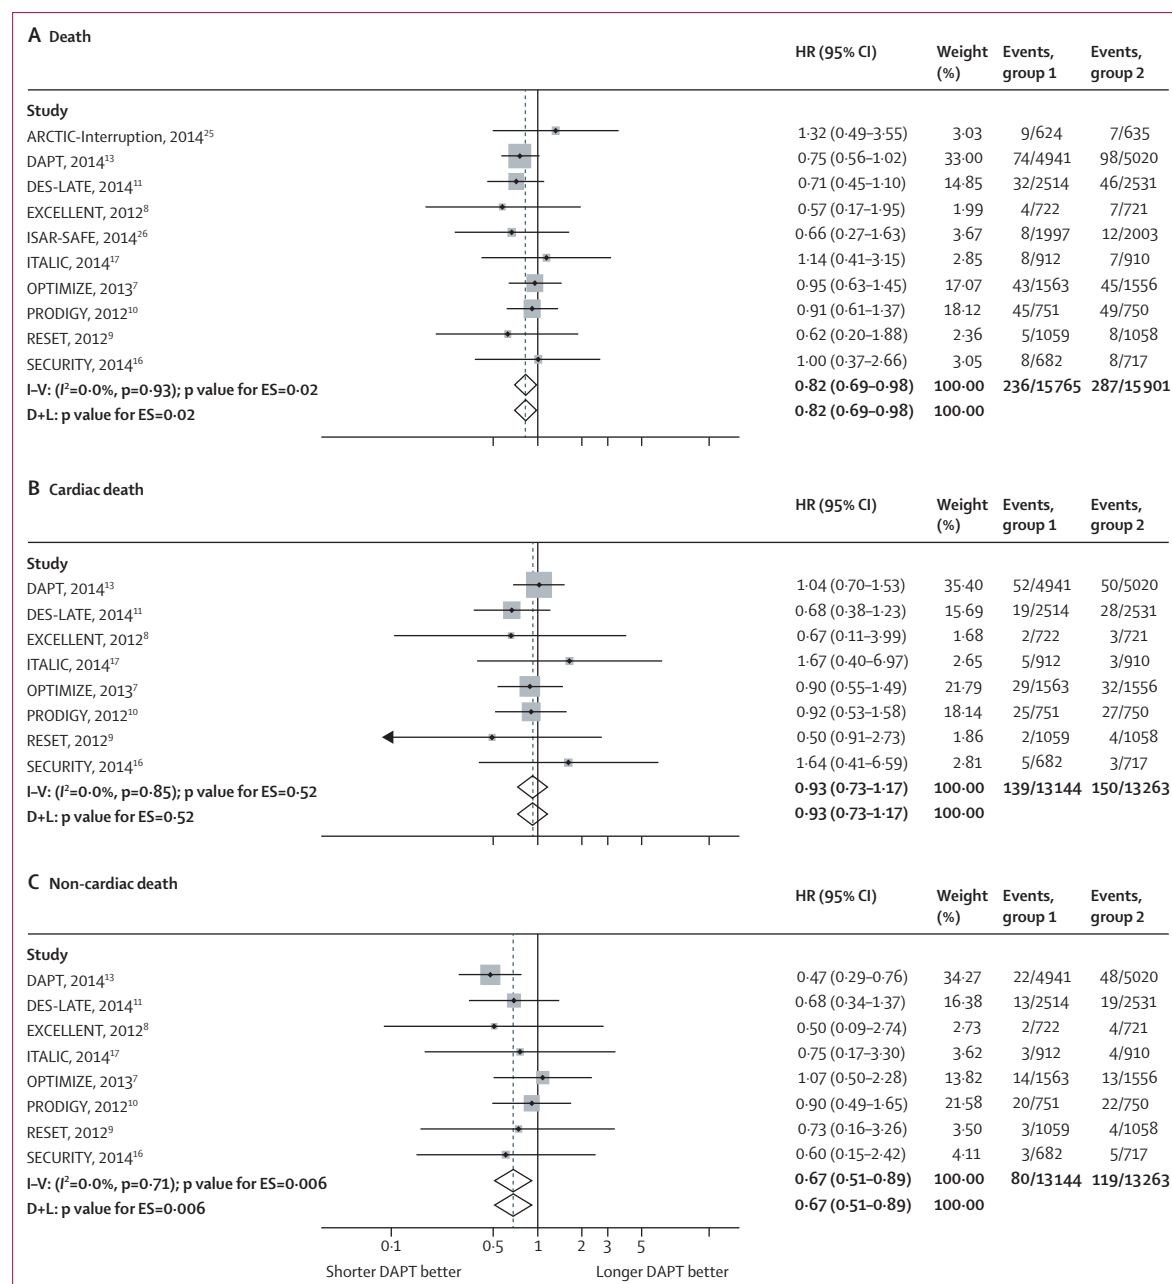 A Death
HR (95% CI) Weight (%) Events, group 1 Events, group 2
Study
ARCTIC-Interruption, 2014²⁵ 1·32 (0·49–3·55) 3·03 9/624 7/635
DAPT, 2014¹³ 0·75 (0·56–1·02) 33·00 74/4941 98/5020
DES-LATE, 2014¹¹ 0·71 (0·45–1·10) 14·85 32/2514 46/2531
EXCELLENT, 2012⁸ 0·57 (0·17–1·95) 1·99 4/722 7/721
ISAR-SAFE, 2014²⁶ 0·66 (0·27–1·63) 3·67 8/1997 12/2003
ITALIC, 2014¹⁷ 1·14 (0·41–3·15) 2·85 8/912 7/910
OPTIMIZE, 2013⁷ 0·95 (0·63–1·45) 17·07 43/1563 45/1556
PRODIGY, 2012¹⁰ 0·91 (0·61–1·37) 18·12 45/751 49/750
RESET, 2012⁹ 0·62 (0·20–1·88) 2·36 5/1059 8/1058
SECURITY, 2014¹⁶ 1·00 (0·37–2·66) 3·05 8/682 8/717
I–V: (I²=0·0%, p=0·93); p value for ES=0·02 0·82 (0·69–0·98) 100·00 236/15765 287/15901
D+L: p value for ES=0·02 0·82 (0·69–0·98) 100·00
B Cardiac death
HR (95% CI) Weight (%) Events, group 1 Events, group 2
Study
DAPT, 2014¹³ 1·04 (0·70–1·53) 35·40 52/4941 50/5020
DES-LATE, 2014¹¹ 0·68 (0·38–1·23) 15·69 19/2514 28/2531
EXCELLENT, 2012⁸ 0·67 (0·11–3·99) 1·68 2/722 3/721
ITALIC, 2014¹⁷ 1·67 (0·40–6·97) 2·65 5/912 3/910
OPTIMIZE, 2013⁷ 0·90 (0·55–1·49) 21·79 29/1563 32/1556
PRODIGY, 2012¹⁰ 0·92 (0·53–1·58) 18·14 25/751 27/750
RESET, 2012⁹ 0·50 (0·91–2·73) 1·86 2/1059 4/1058
SECURITY, 2014¹⁶ 1·64 (0·41–6·59) 2·81 5/682 3/717
I–V: (I²=0·0%, p=0·85); p value for ES=0·52 0·93 (0·73–1·17) 100·00 139/13144 150/13263
D+L: p value for ES=0·52 0·93 (0·73–1·17) 100·00
C Non-cardiac death
HR (95% CI) Weight (%) Events, group 1 Events, group 2
Study
DAPT, 2014¹³ 0·47 (0·29–0·76) 34·27 22/4941 48/5020
DES-LATE, 2014¹¹ 0·68 (0·34–1·37) 16·38 13/2514 19/2531
EXCELLENT, 2012⁸ 0·50 (0·09–2·74) 2·73 2/722 4/721
ITALIC, 2014¹⁷ 0·75 (0·17–3·30) 3·62 3/912 4/910
OPTIMIZE, 2013⁷ 1·07 (0·50–2·28) 13·82 14/1563 13/1556
PRODIGY, 2012¹⁰ 0·90 (0·49–1·65) 21·58 20/751 22/750
RESET, 2012⁹ 0·73 (0·16–3·26) 3·50 3/1059 4/1058
SECURITY, 2014¹⁶ 0·60 (0·15–2·42) 4·11 3/682 5/717
I–V: (I²=0·0%, p=0·71); p value for ES=0·006 0·67 (0·51–0·89) 100·00 80/13144 119/13263
D+L: p value for ES=0·006 0·67 (0·51–0·89) 100·00
0·1 0·5 1 2 3 5
Shorter DAPT better Longer DAPT better